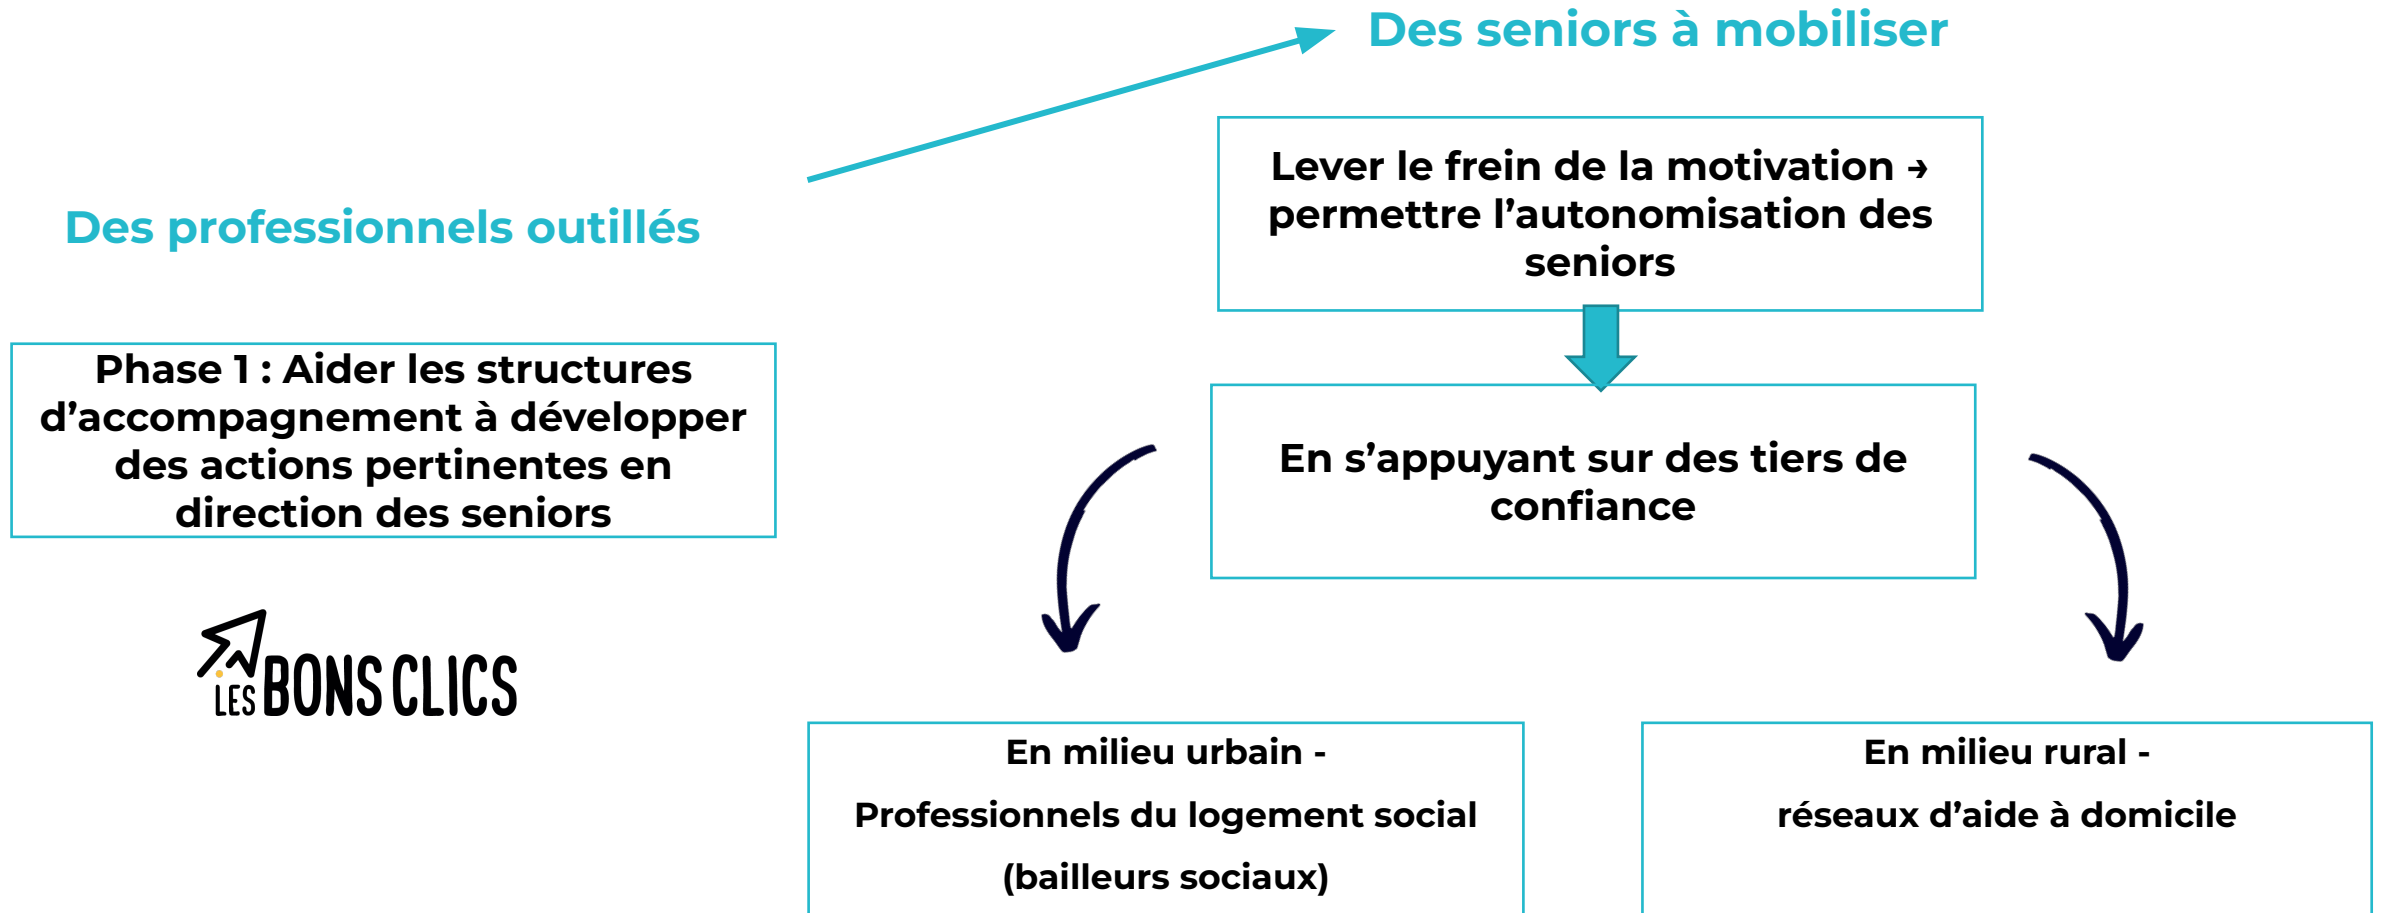 Des professionnels outillés
Phase 1 : Aider les structures
d’accompagnement à développer
des actions pertinentes en
direction des seniors
LES BONS CLICS
Des seniors à mobiliser
Lever le frein de la motivation →
permettre l’autonomisation des
seniors
En s’appuyant sur des tiers de
confiance
En milieu urbain -
Professionnels du logement social
(bailleurs sociaux)
En milieu rural -
réseaux d’aide à domicile